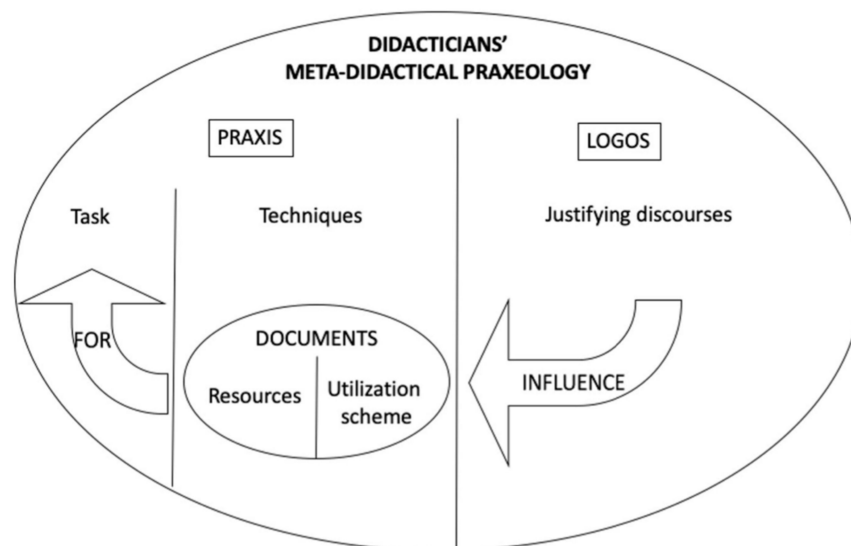 DIDACTICIANS'
META-DIDACTICAL PRAXEOLOGY
PRAXIS
LOGOS
Task
Techniques
Justifying discourses
FOR
DOCUMENTS
Resources
Utilization
scheme
INFLUENCE